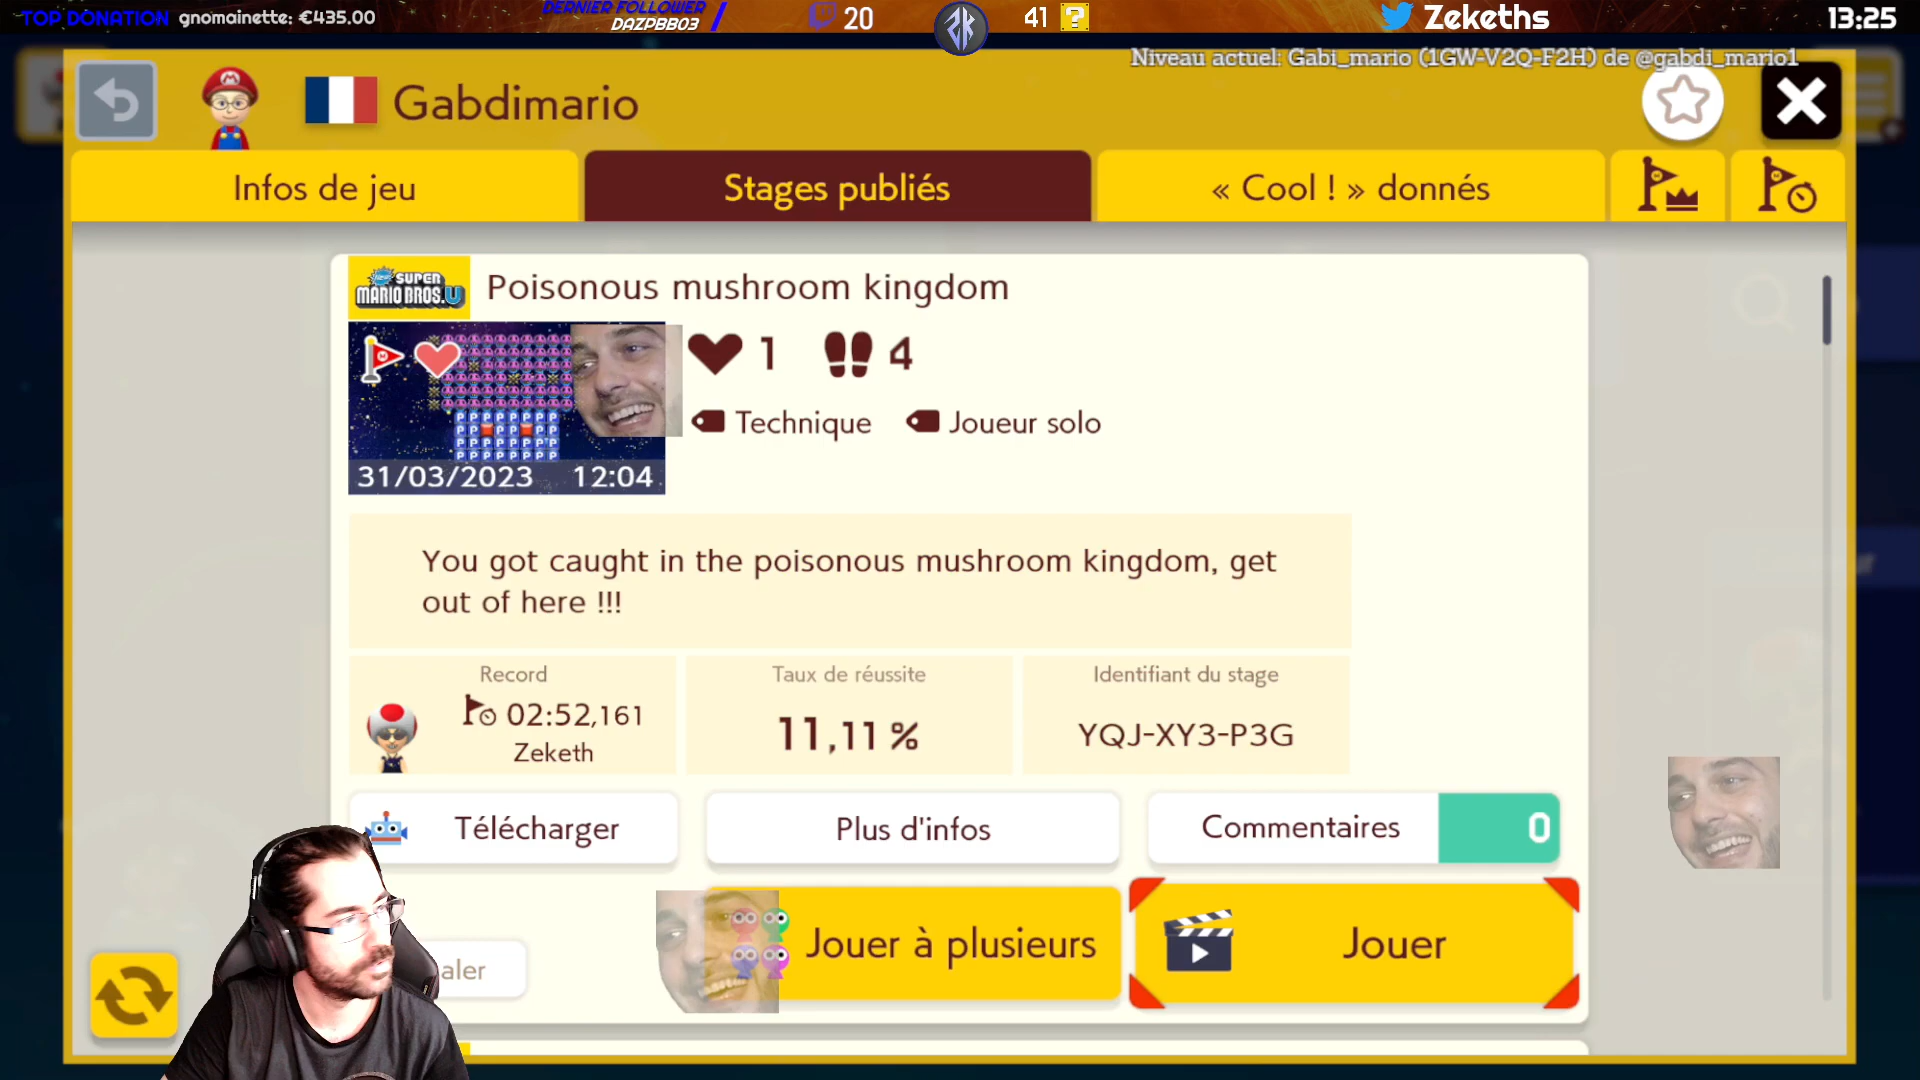 TOP DONATION gnomainette: €435.00
DERNIER FOLLOWER
DAZPBB03
20
41
Zekeths
13:25
Niveau actuel: Gabi_mario (1GW-V2Q-F2H) de @gabdi_mario1
Gabdimario
Infos de jeu
Stages publiés
« Cool ! » donnés
SUPER
MARIO BROS. U
Poisonous mushroom kingdom
1
4
Technique
Joueur solo
31/03/2023 12:04
You got caught in the poisonous mushroom kingdom, get
out of here !!!
Record
02:52,161
Zeketh
Taux de réussite
11,11 %
Identifiant du stage
YQJ-XY3-P3G
Télécharger
Plus d'infos
Commentaires
0
aler
Jouer à plusieurs
Jouer